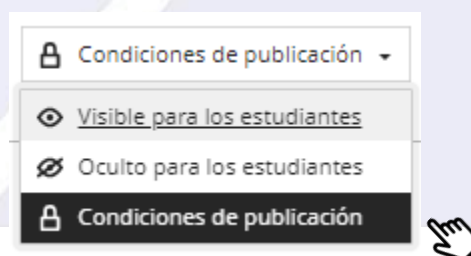 Condiciones de publicación
Visible para los estudiantes
Oculto para los estudiantes
Condiciones de publicación